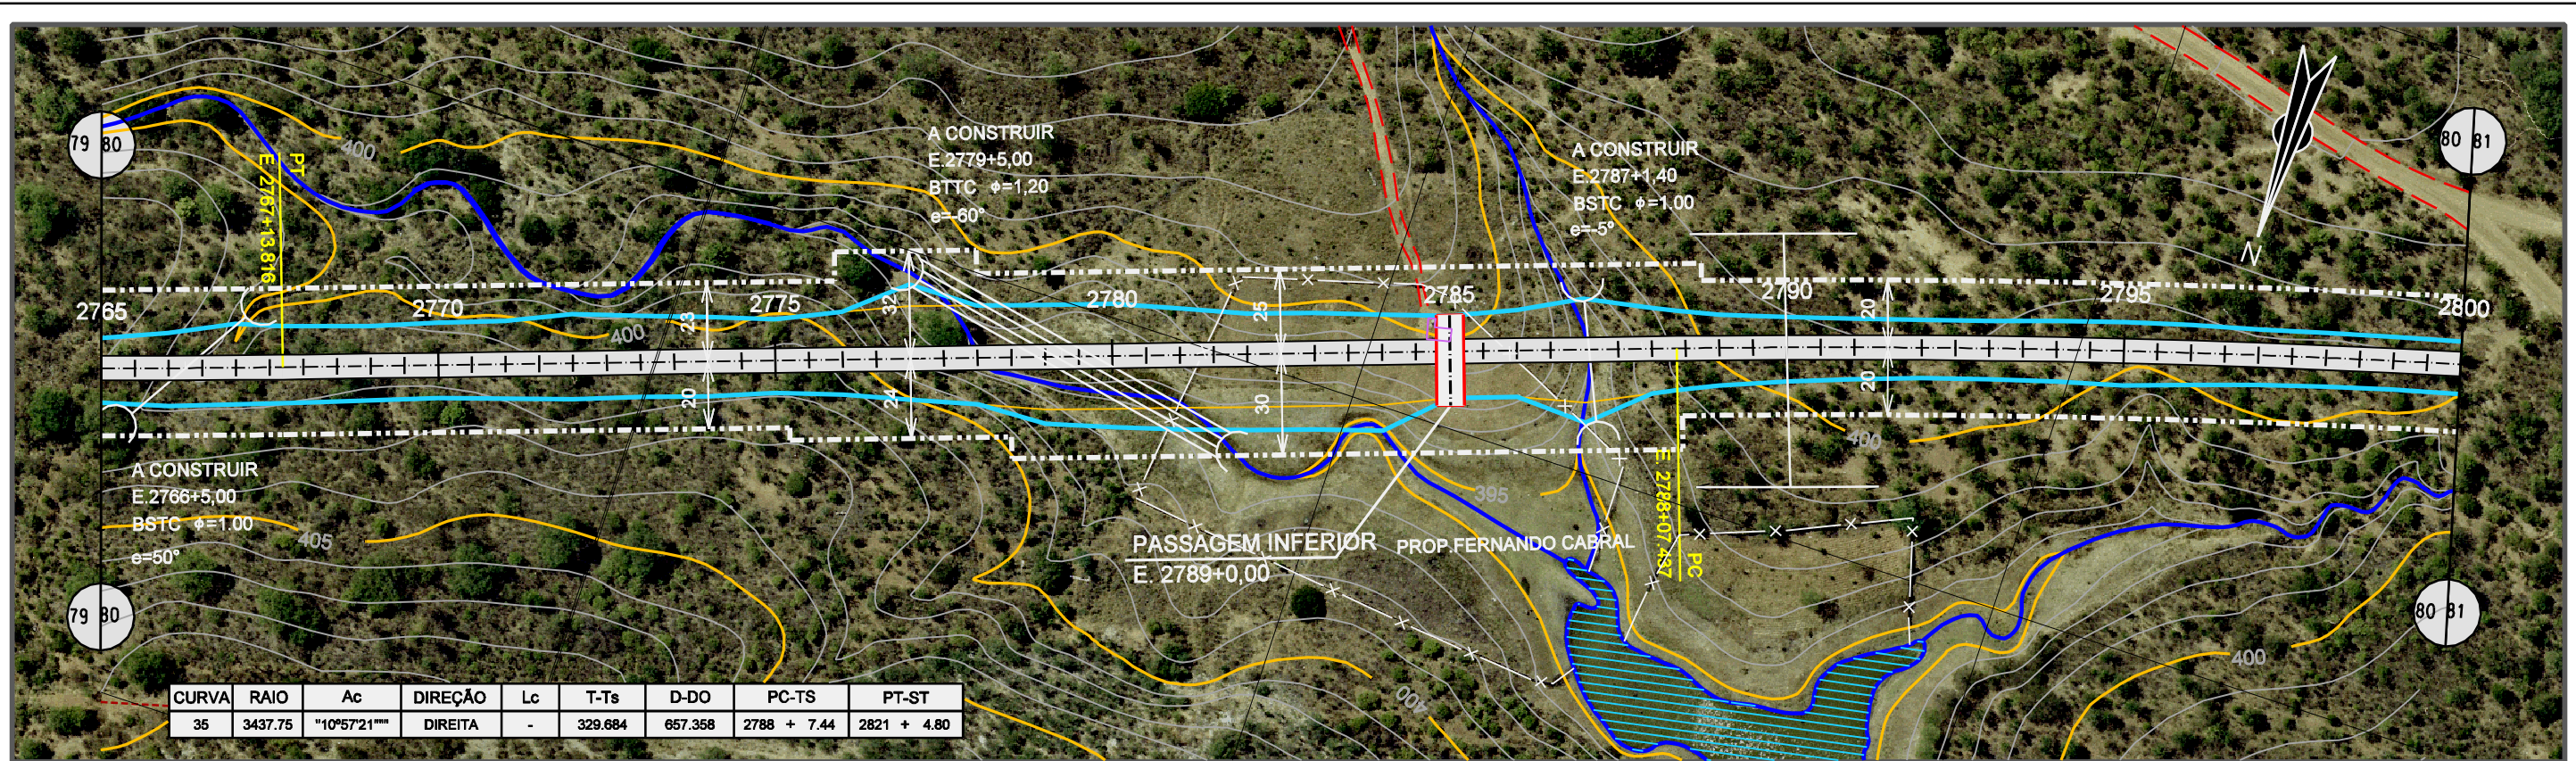 79 80
80 81
PT
E. 2767+13.816
400
A CONSTRUIR
E.2779+5,00
BTTC φ=1,20
e=-60°
A CONSTRUIR
E.2787+1,40
BSTC φ=1.00
e=-5°
N
2765
2770
2775
2780
2785
2790
2795
2800
23
32
25
20
400
20
24
30
20
400
A CONSTRUIR
E.2766+5,00
BSTC φ=1.00
e=50°
405
395
E. 2788+07.437
PC
PASSAGEM INFERIOR
E. 2789+0,00
PROP.FERNANDO CABRAL
79 80
80 81
400
400
CURVA RAIO Ac DIREÇÃO Lc T-Ts D-DO PC-TS PT-ST
35 3437.75 "10°57'21""" DIREITA - 329.684 657.358 2788 + 7.44 2821 + 4.80